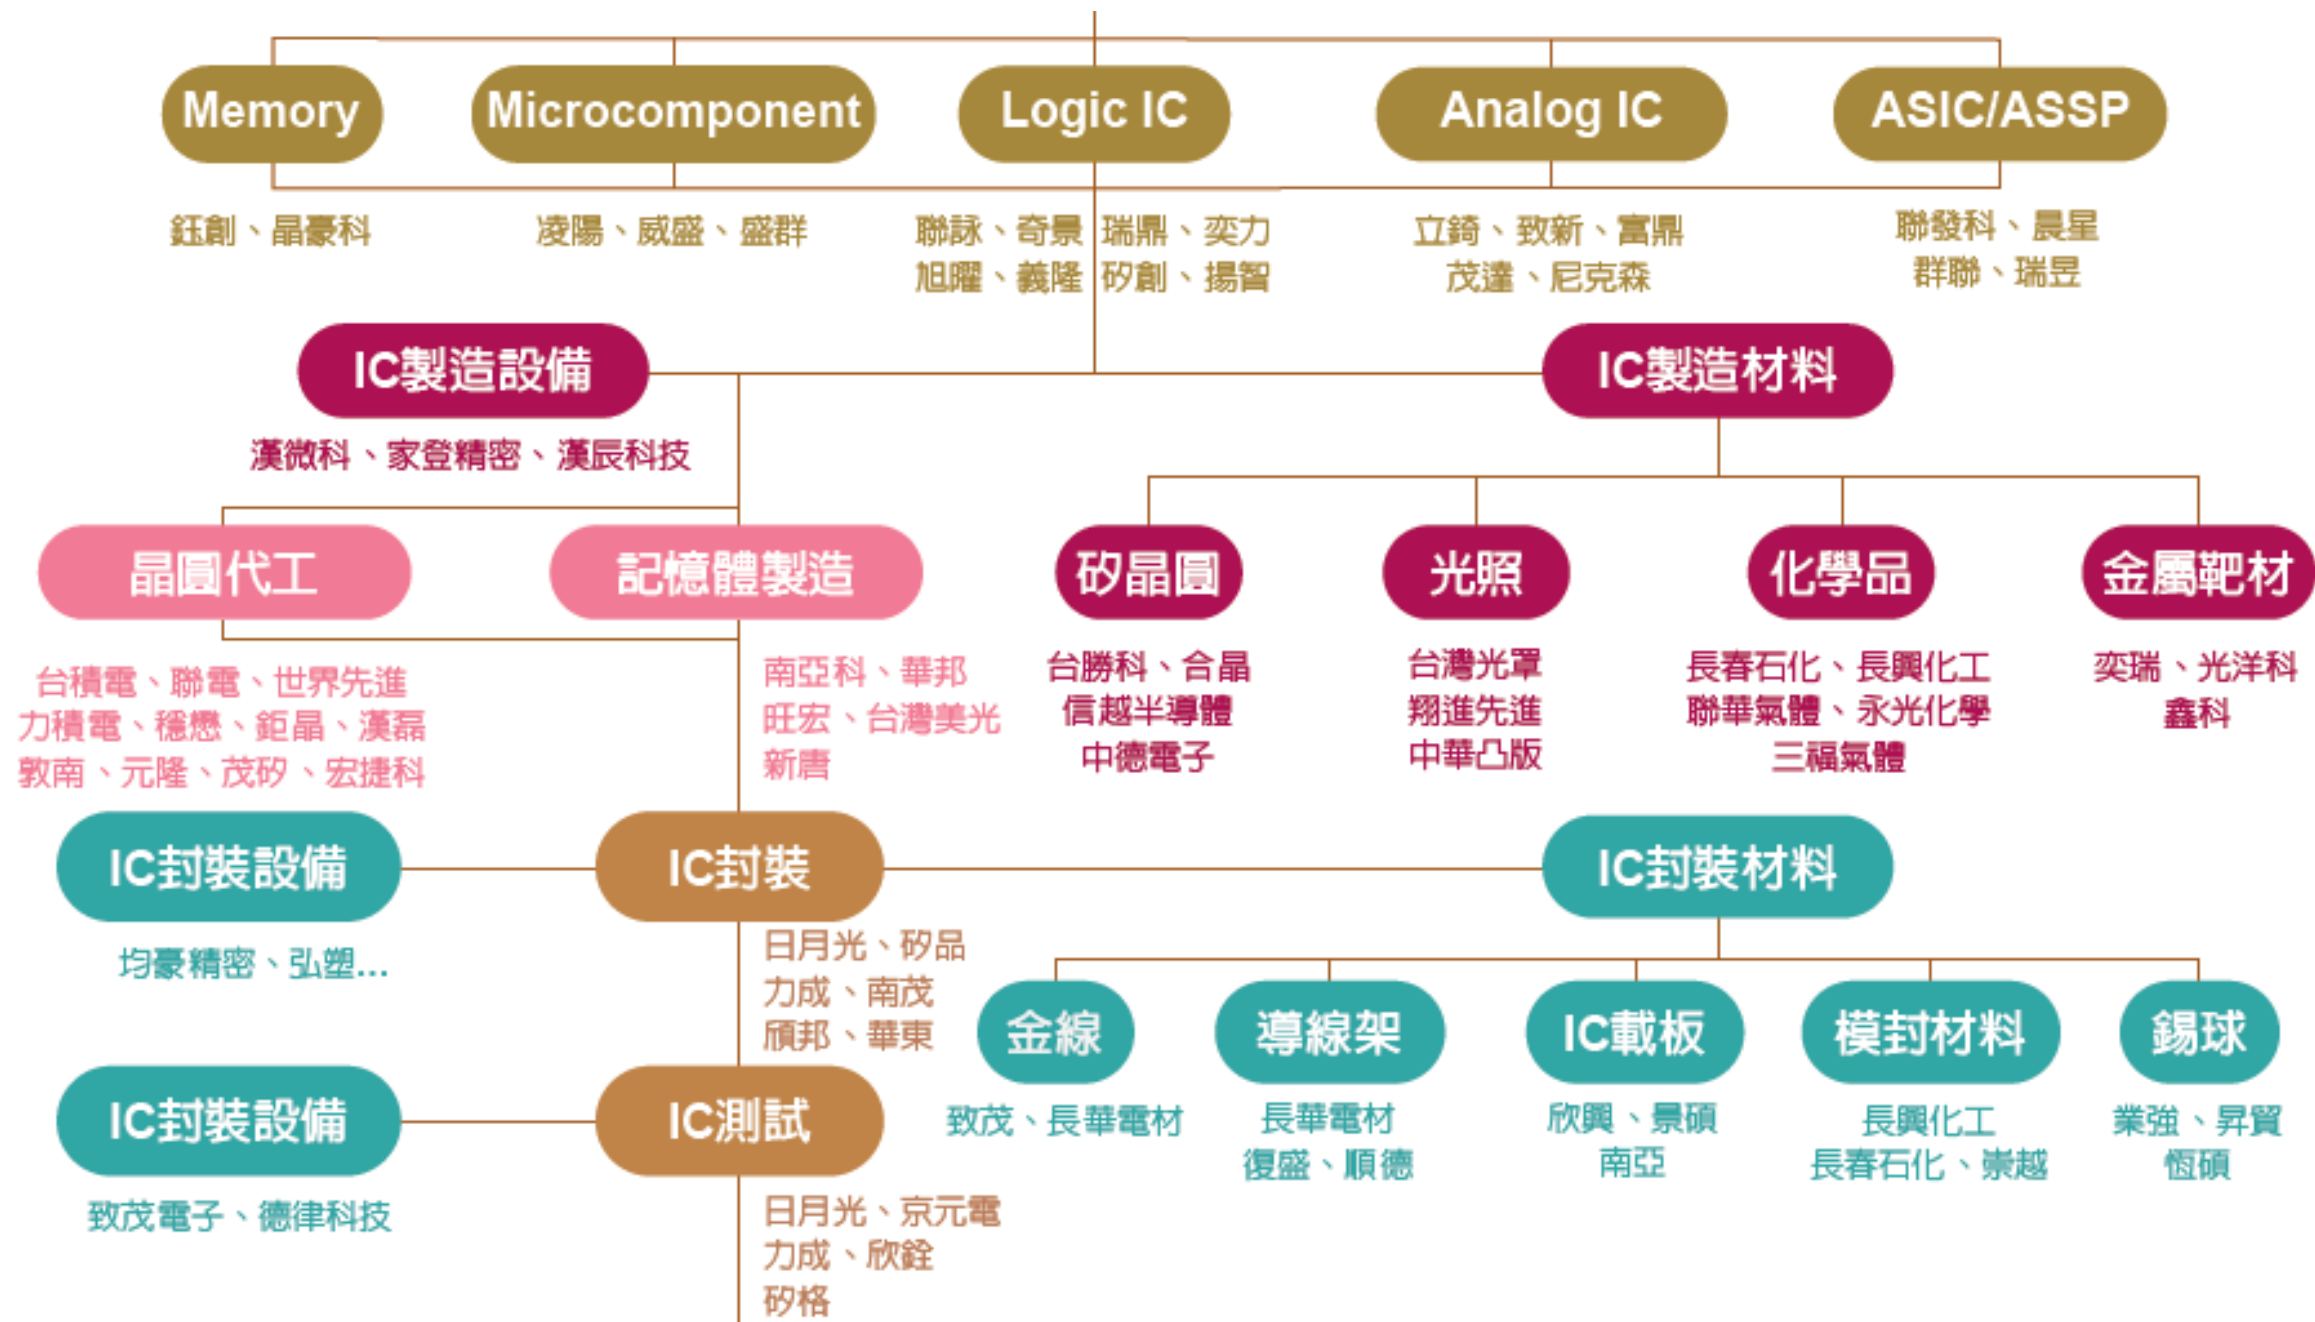 Memory
Microcomponent
Logic IC
Analog IC
ASIC/ASSP
鈺創、晶豪科
凌陽、威盛、盛群
聯詠、奇景
旭曜、義隆
瑞鼎、奕力
矽創、揚智
立錡、致新、富鼎
茂達、尼克森
聯發科、晨星
群聯、瑞昱
IC製造設備
漢微科、家登精密、漢辰科技
IC製造材料
晶圓代工
台積電、聯電、世界先進
力積電、穩懋、鉅晶、漢磊
敦南、元隆、茂矽、宏捷科
記憶體製造
南亞科、華邦
旺宏、台灣美光
新唐
矽晶圓
台勝科、合晶
信越半導體
中德電子
光照
台灣光罩
翔進先進
中華凸版
化學品
長春石化、長興化工
聯華氣體、永光化學
三福氣體
金屬靶材
奕瑞、光洋科
鑫科
IC封裝設備
均豪精密、弘塑...
IC封裝
日月光、矽品
力成、南茂
頎邦、華東
IC封裝材料
金線
致茂、長華電材
導線架
長華電材
復盛、順德
IC載板
欣興、景碩
南亞
模封材料
長興化工
長春石化、崇越
錫球
業強、昇貿
恆碩
IC封裝設備
致茂電子、德律科技
IC測試
日月光、京元電
力成、欣銓
矽格